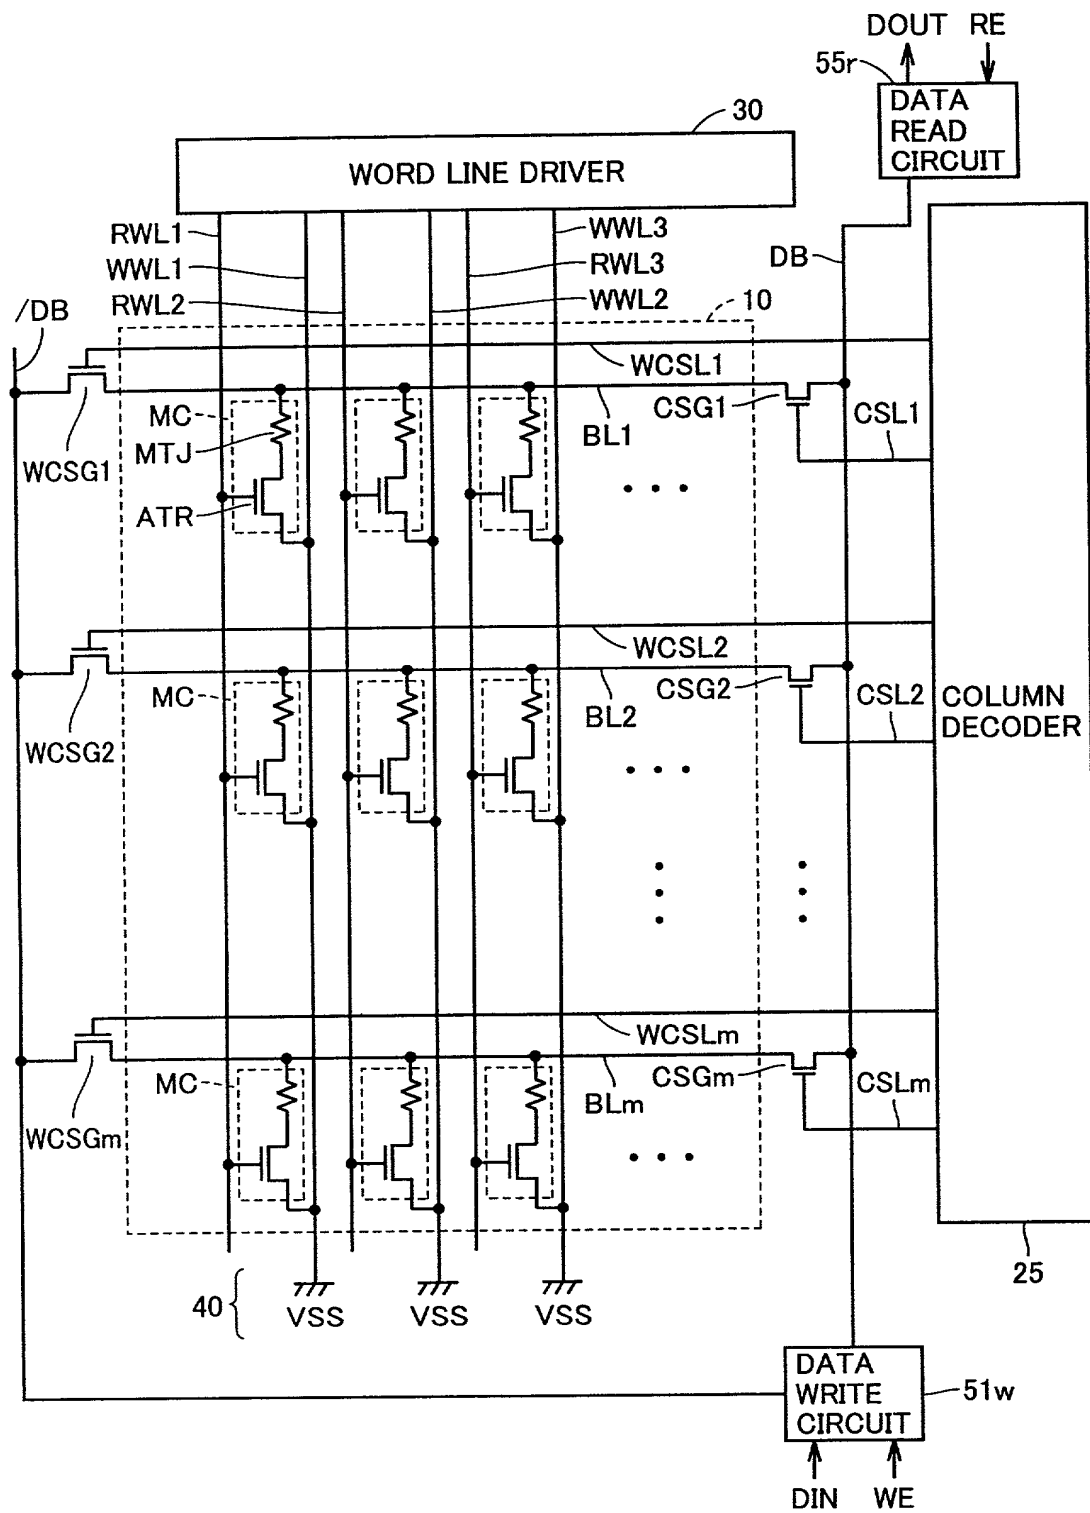 DOUT RE
55r
DATA
READ
CIRCUIT
30
WORD LINE DRIVER
RWL1
WWL1
RWL2
WWL3
RWL3
WWL2
DB
/DB
10
WCSL1
MC
MTJ
ATR
WCSG1
BL1
CSG1
CSL1
WCSL2
MC
WCSG2
BL2
CSG2
CSL2
COLUMN
DECODER
WCSLm
MC
WCSGm
BLm
CSGm
CSLm
25
40
VSS VSS VSS
DATA
WRITE
CIRCUIT
51w
DIN WE